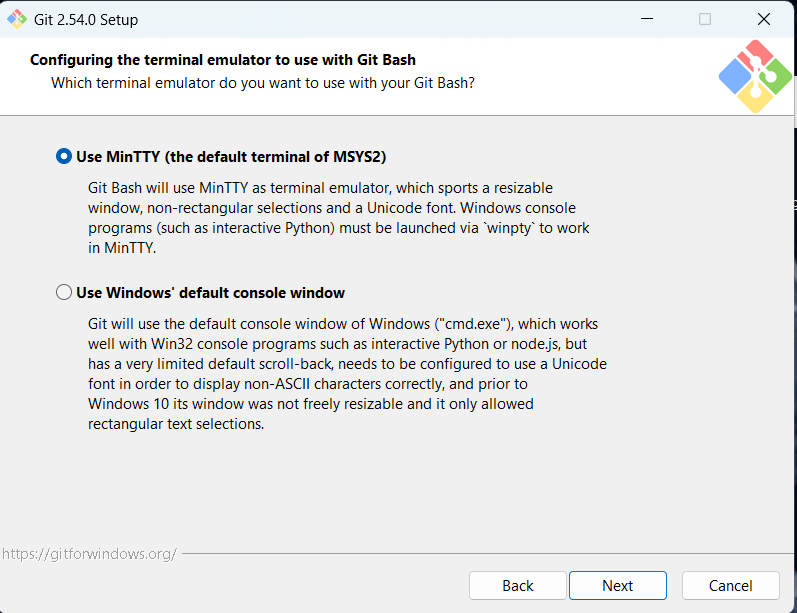 Git 2.54.0 Setup
Configuring the terminal emulator to use with Git Bash
Which terminal emulator do you want to use with your Git Bash?
Use MinTTY (the default terminal of MSYS2)
Git Bash will use MinTTY as terminal emulator, which sports a resizable
window, non-rectangular selections and a Unicode font. Windows console
programs (such as interactive Python) must be launched via `winpty` to work
in MinTTY.
Use Windows' default console window
Git will use the default console window of Windows ("cmd.exe"), which works
well with Win32 console programs such as interactive Python or node.js, but
has a very limited default scroll-back, needs to be configured to use a Unicode
font in order to display non-ASCII characters correctly, and prior to
Windows 10 its window was not freely resizable and it only allowed
rectangular text selections.
https://gitforwindows.org/
Back
Next
Cancel